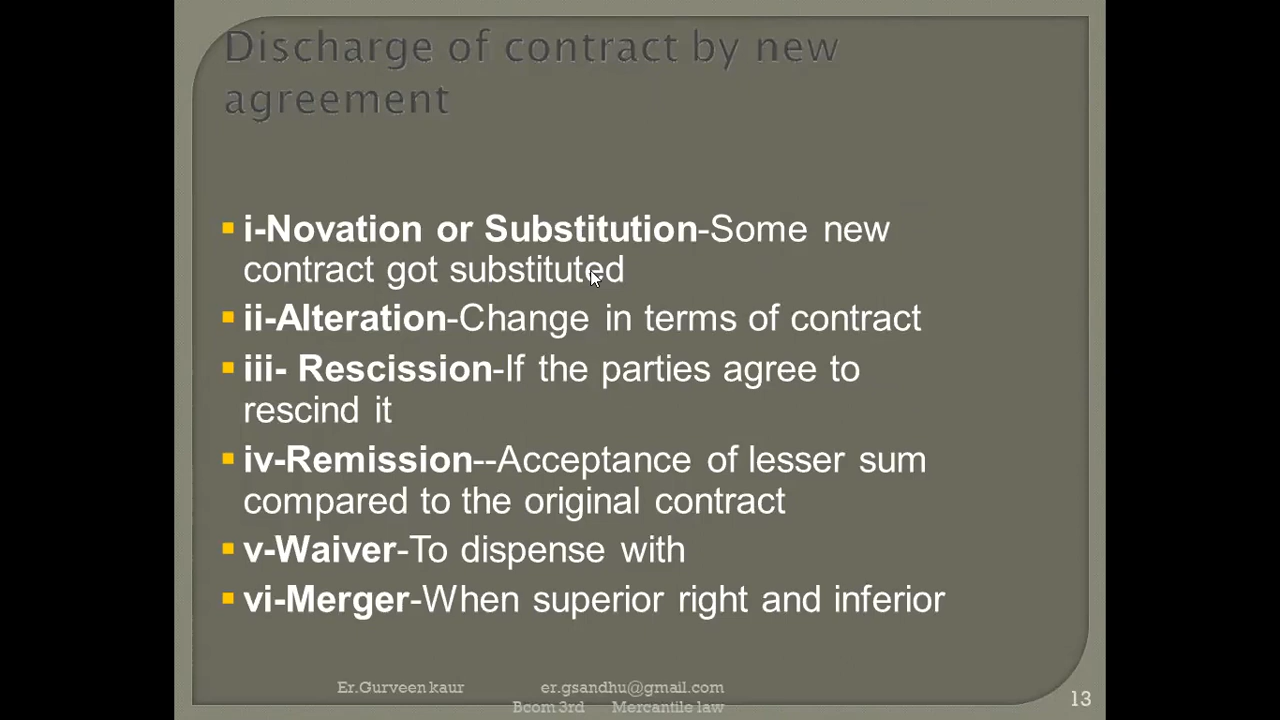 Discharge of contract by new
agreement
i-Novation or Substitution-Some new
contract got substituted
ii-Alteration-Change in terms of contract
iii- Rescission-If the parties agree to
rescind it
iv-Remission--Acceptance of lesser sum
compared to the original contract
v-Waiver-To dispense with
vi-Merger-When superior right and inferior
Er.Gurveen kaur er.gsandhu@gmail.com
Bcom 3rd Mercantile law
13